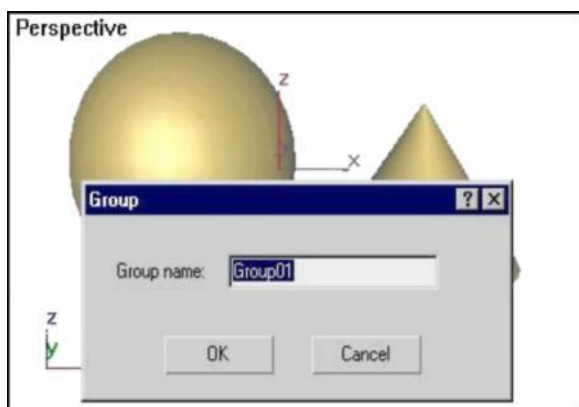 Perspective
z
x
Group
Group name: Group01
z
y
OK Cancel